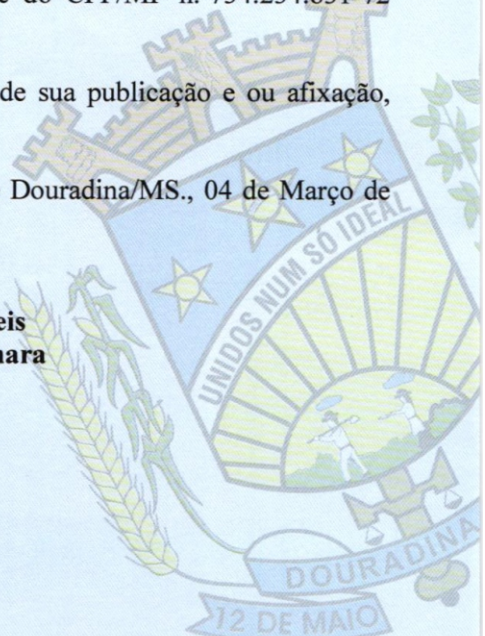 de sua publicação e ou afixação,
Douradina/MS., 04 de Março de
eis
nara
UNIDOS NUM SÓ IDEAL
DOURADINA
12 DE MAIO